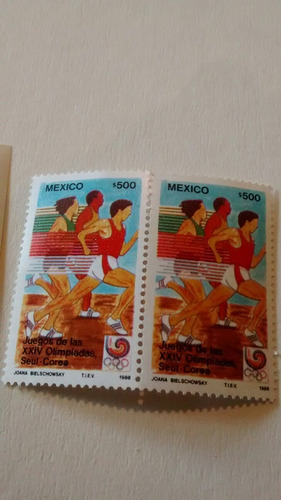 MEXICO $500
Juegos de las
XXIV Olimpiadas,
Seul-Corea
JOANA BIELSCHOWSKY T.I.E.V. 1988
MEXICO $500
Juegos de las
XXIV Olimpiadas,
Seul-Corea
JOANA BIELSCHOWSKY T.I.E.V. 1988